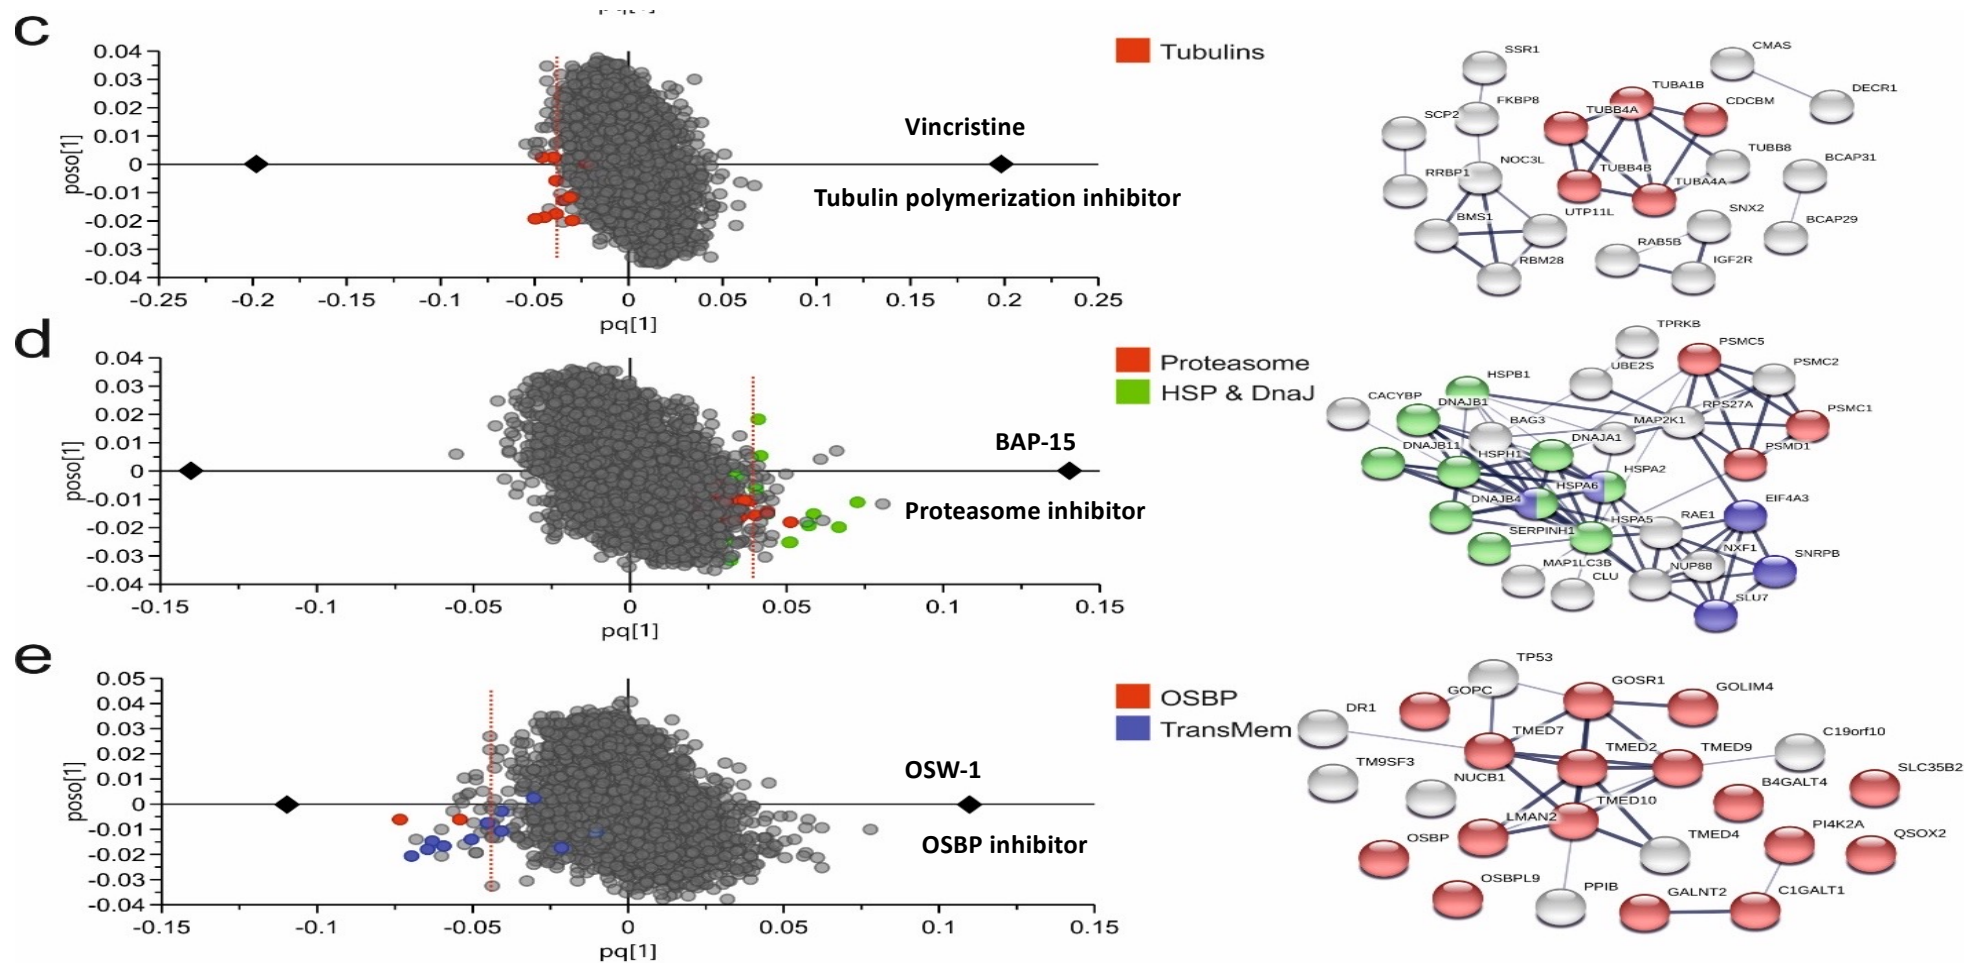 c
0.04
0.03
0.02
0.01
0
-0.01
-0.02
-0.03
-0.04
poso[1]
-0.25
-0.2
-0.15
-0.1
-0.05
0
0.05
0.1
0.15
0.2
0.25
pq[1]
Vincristine
Tubulin polymerization inhibitor
Tubulins
SSR1
CMAS
DECR1
FKBP8
SCP2
TUBA1B
TUBB4A
CDCBM
TUBB8
NOC3L
RRBP1
TUBB4B
TUBA4A
BCAP31
UTP11L
SNX2
BMS1
BCAP29
RAB5B
RBM28
IGF2R
d
0.04
0.03
0.02
0.01
0
-0.01
-0.02
-0.03
-0.04
poso[1]
-0.15
-0.1
-0.05
0
0.05
0.1
0.15
pq[1]
BAP-15
Proteasome inhibitor
Proteasome
HSP & DnaJ
TPRKB
PSMC5
PSMC2
UBE2S
HSPB1
CACYBP
DNAJB1
RPS27A
PSMC1
BAG3
MAP2K1
DNAJA1
DNAJB11
PSMD1
HSPH1
HSPA2
HSPA6
DNAJB4
EIF4A3
HSPA5
RAE1
SERPINH1
NXF1
SNRPB
MAP1LC3B
NUP88
CLU
SLU7
e
0.05
0.04
0.03
0.02
0.01
0
-0.01
-0.02
-0.03
-0.04
poso[1]
-0.15
-0.1
-0.05
0
0.05
0.1
0.15
pq[1]
OSW-1
OSBP inhibitor
OSBP
TransMem
TP53
GOPC
GOSR1
GOLIM4
DR1
TMED7
C19orf10
TMED2
TMED9
TM9SF3
NUCB1
B4GALT4
SLC35B2
TMED10
LMAN2
OSBP
TMED4
PI4K2A
QSOX2
OSBPL9
PPIB
GALNT2
C1GALT1